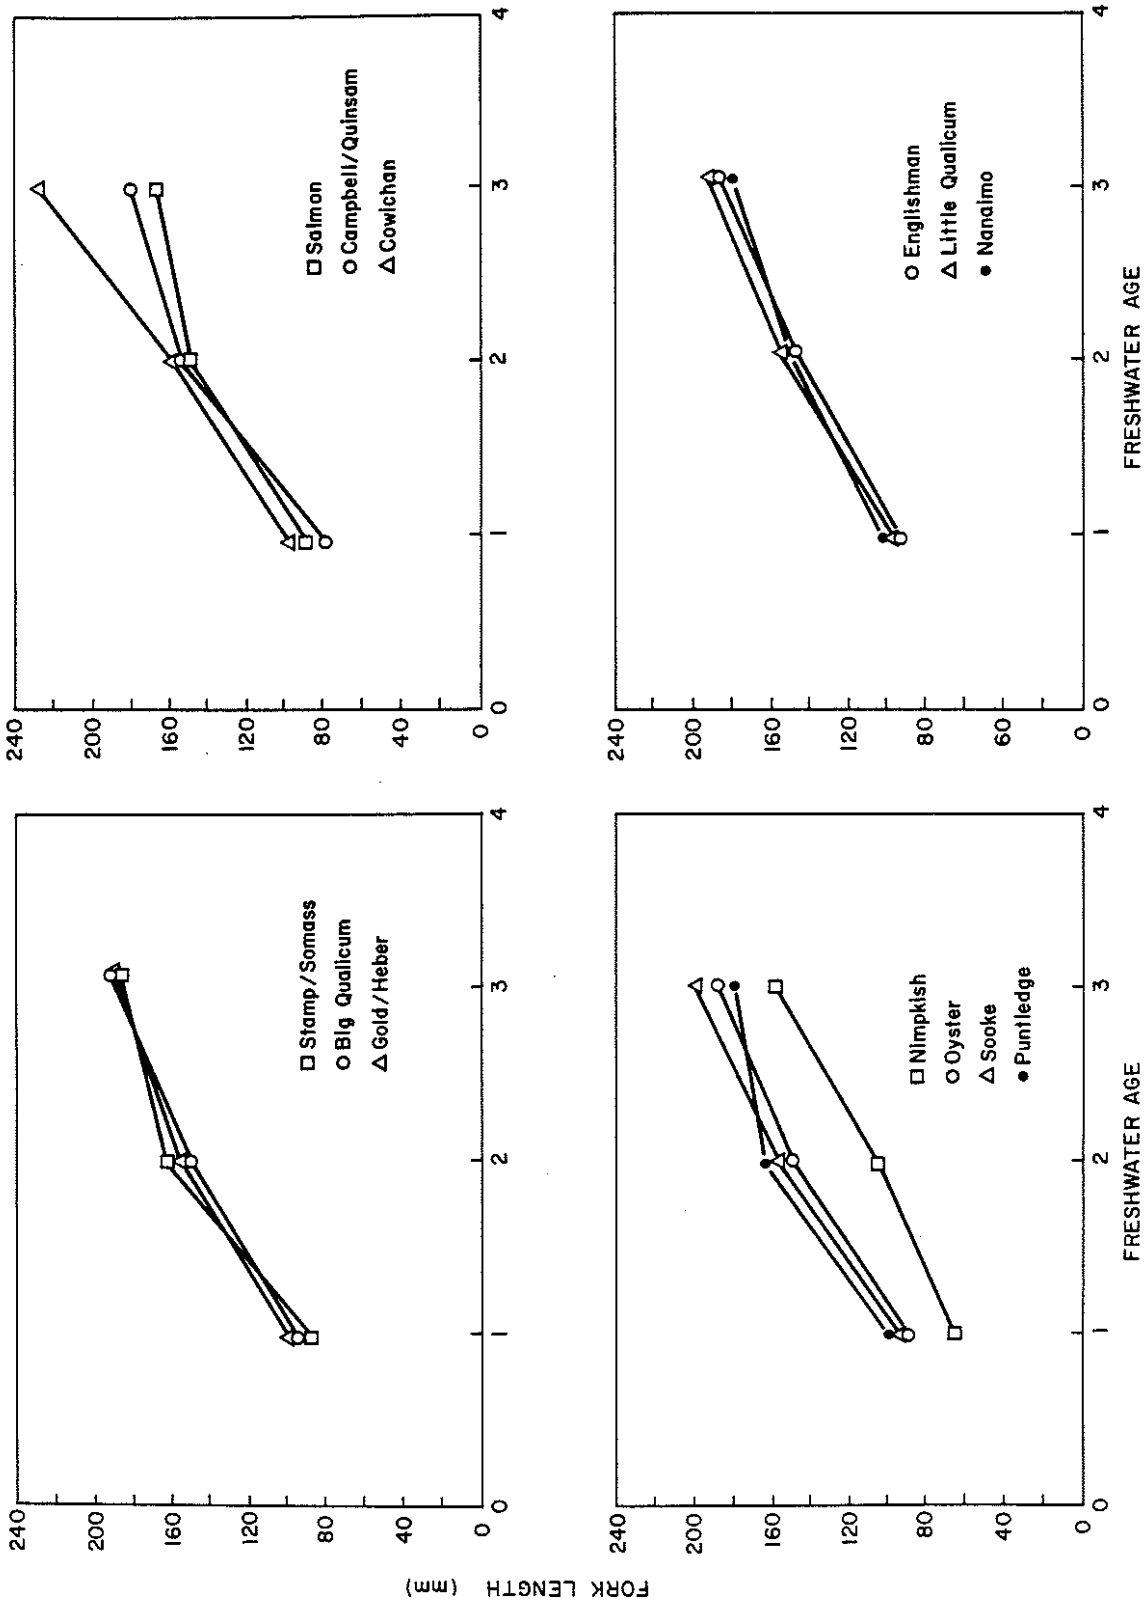 240
200
160
120
80
40
0
0
1
2
3
4
Stamp/Somass
Big Qualicum
Gold/Heber
240
200
160
120
80
40
0
0
1
2
3
4
Salmon
Campbell/Quinsam
Cowichan
FORK LENGTH (mm)
240
200
160
120
80
40
0
0
1
2
3
4
Nimpkish
Oyster
Sooke
Puntledge
FRESHWATER AGE
240
200
160
120
60
0
0
1
2
3
4
Englishman
Little Qualicum
Nanaimo
FRESHWATER AGE